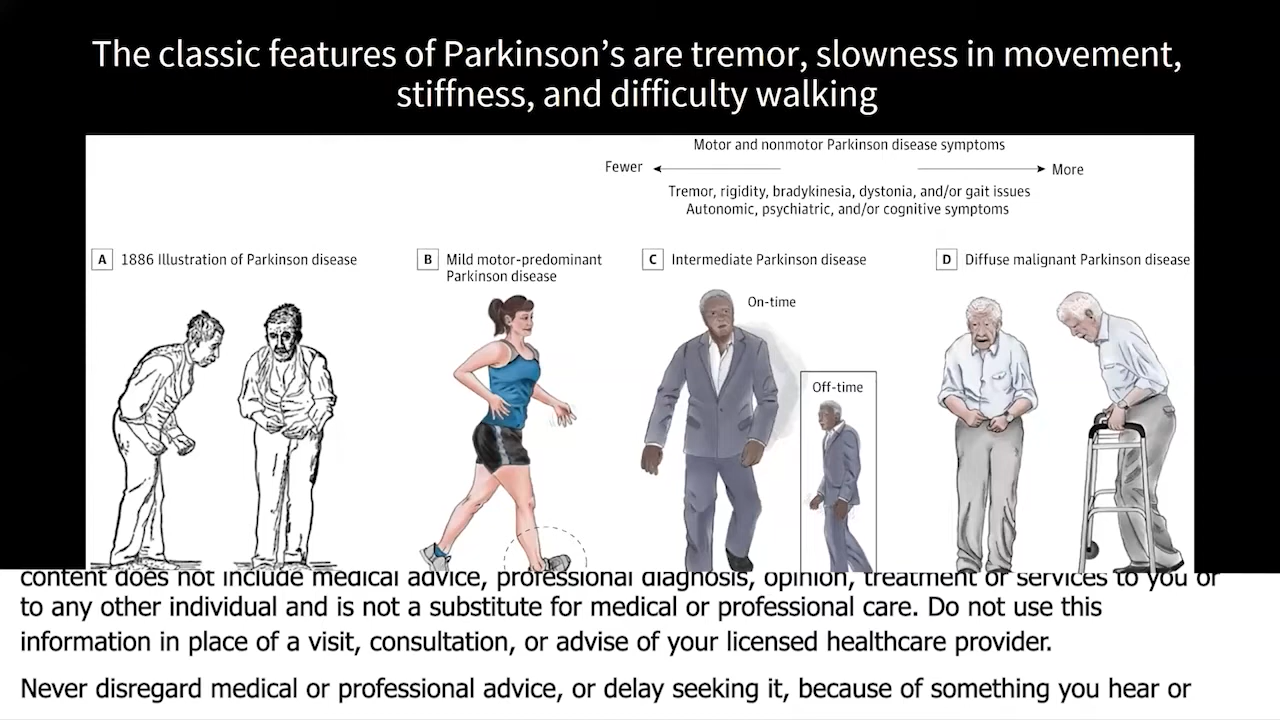 The classic features of Parkinson’s are tremor, slowness in movement,
stiffness, and difficulty walking
Motor and nonmotor Parkinson disease symptoms
Fewer
More
Tremor, rigidity, bradykinesia, dystonia, and/or gait issues
Autonomic, psychiatric, and/or cognitive symptoms
A 1886 Illustration of Parkinson disease
B Mild motor-predominant
Parkinson disease
C Intermediate Parkinson disease
D Diffuse malignant Parkinson disease
On-time
Off-time
content does not include medical advice, professional diagnosis, opinion, treatment or services to you or
to any other individual and is not a substitute for medical or professional care. Do not use this
information in place of a visit, consultation, or advise of your licensed healthcare provider.
Never disregard medical or professional advice, or delay seeking it, because of something you hear or